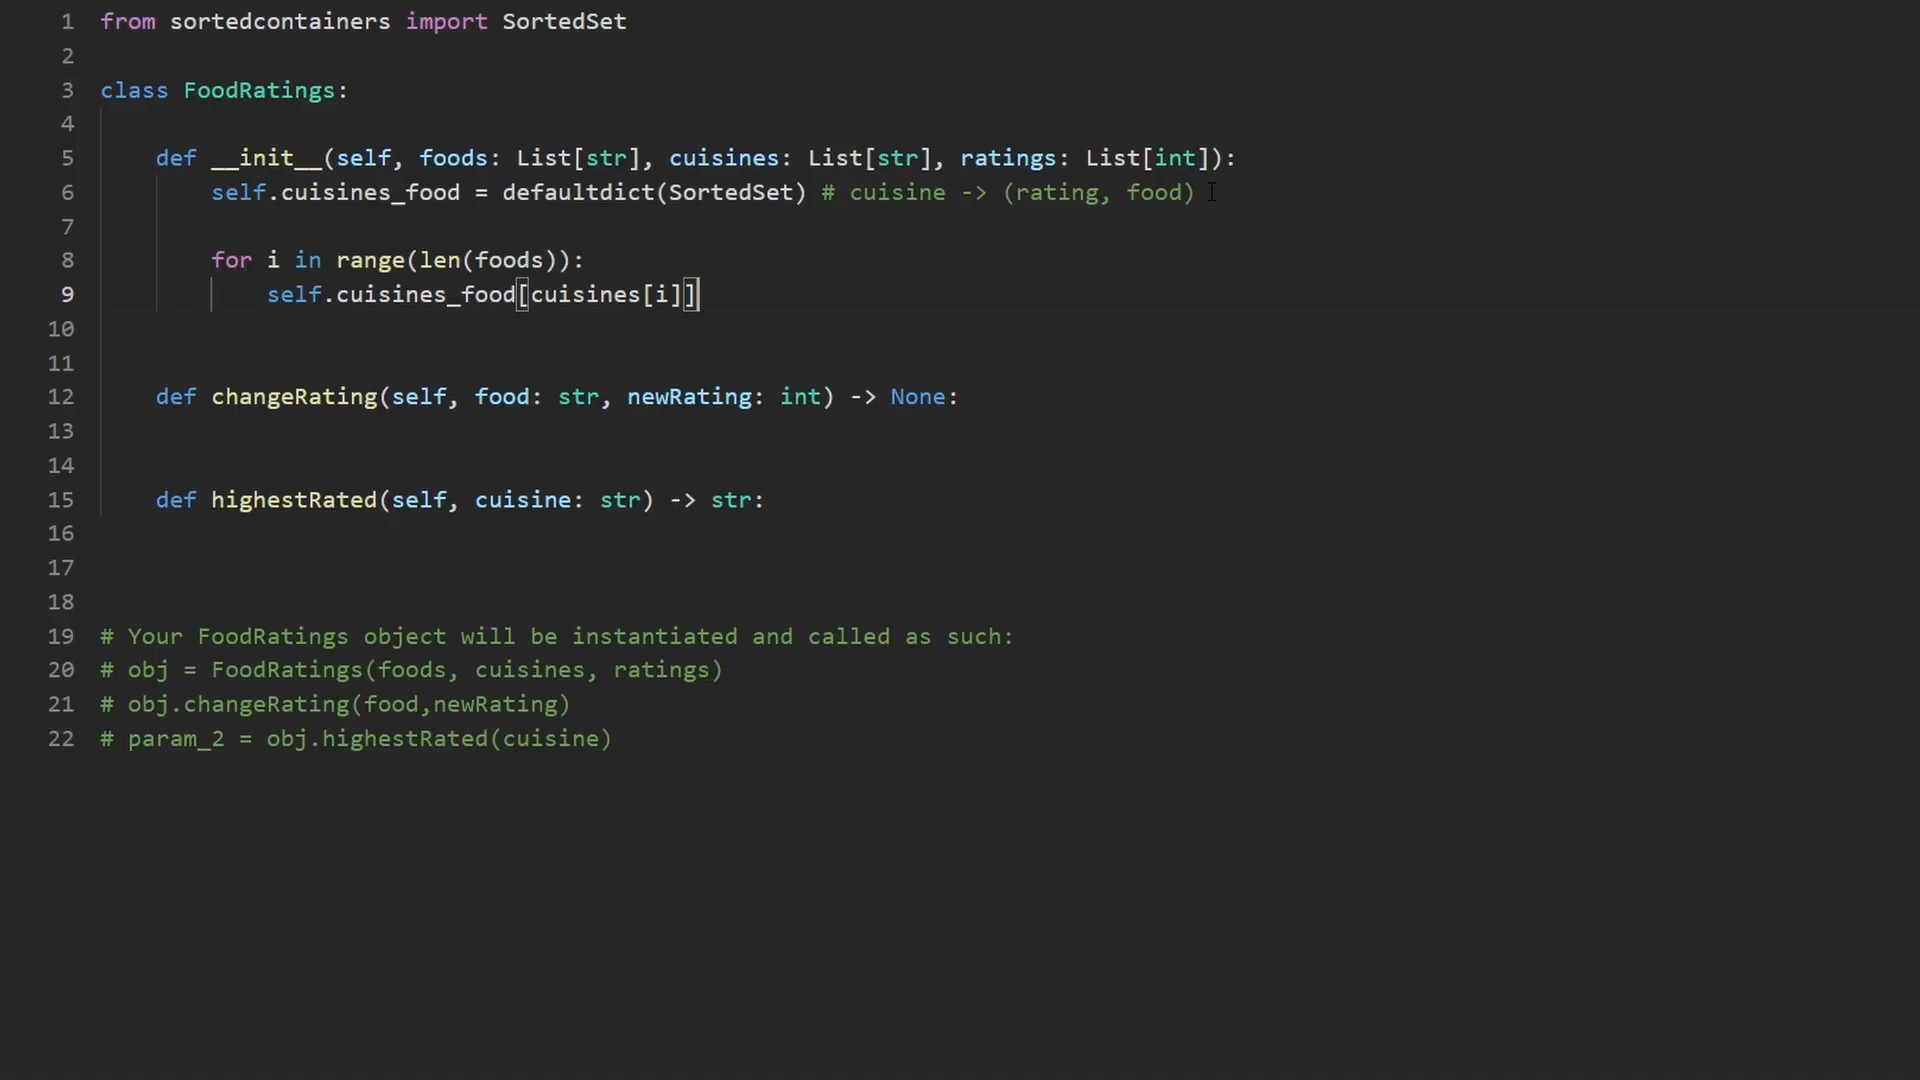 1 from sortedcontainers import SortedSet
2
3 class FoodRatings:
4
5     def __init__(self, foods: List[str], cuisines: List[str], ratings: List[int]):
6         self.cuisines_food = defaultdict(SortedSet) # cuisine -> (rating, food)
7
8         for i in range(len(foods)):
9             self.cuisines_food[cuisines[i]]
10
11
12     def changeRating(self, food: str, newRating: int) -> None:
13
14
15     def highestRated(self, cuisine: str) -> str:
16
17
18
19 # Your FoodRatings object will be instantiated and called as such:
20 # obj = FoodRatings(foods, cuisines, ratings)
21 # obj.changeRating(food,newRating)
22 # param_2 = obj.highestRated(cuisine)